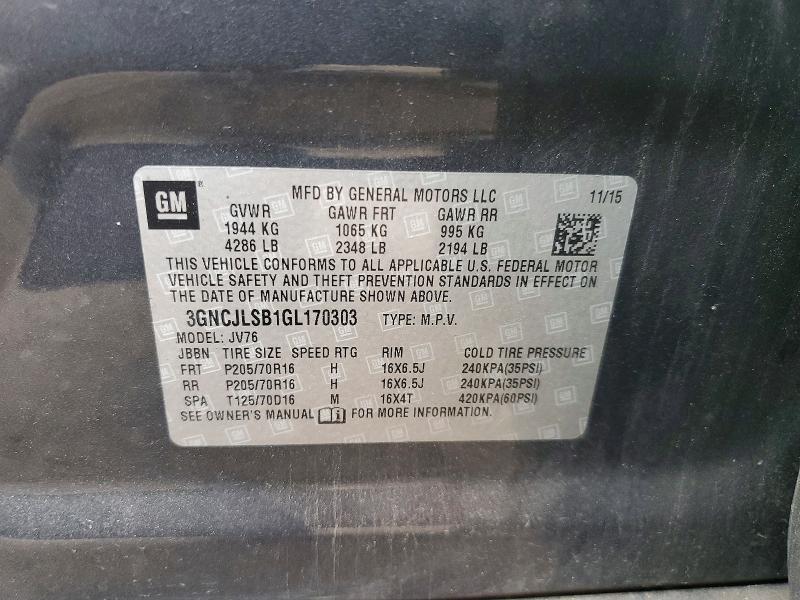 GM
MFD BY GENERAL MOTORS LLC 11/15
GVWR GAWR FRT GAWR RR
1944 KG 1065 KG 995 KG
4286 LB 2348 LB 2194 LB
THIS VEHICLE CONFORMS TO ALL APPLICABLE U.S. FEDERAL MOTOR
VEHICLE SAFETY AND THEFT PREVENTION STANDARDS IN EFFECT ON
THE DATE OF MANUFACTURE SHOWN ABOVE.
3GNCJLSB1GL170303 TYPE: M.P.V.
MODEL: JV76
JBBN TIRE SIZE SPEED RTG RIM COLD TIRE PRESSURE
FRT P205/70R16 H 16X6.5J 240KPA(35PSI)
RR P205/70R16 H 16X6.5J 240KPA(35PSI)
SPA T125/70D16 M 16X4T 420KPA(60PSI)
SEE OWNER'S MANUAL FOR MORE INFORMATION.